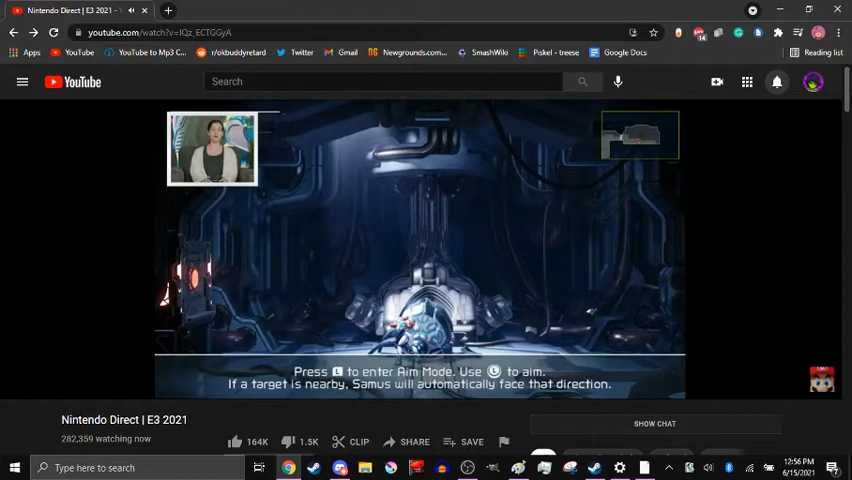 Nintendo Direct | E3 2021 -
youtube.com/watch?v=IQz_ECTGGyA
Apps
YouTube
YouTube to Mp3 C...
r/okbuddyretard
Twitter
Gmail
Newgrounds.com...
SmashWiki
Piskel - treese
Google Docs
Reading list
YouTube
Search
Press L to enter Aim Mode. Use L to aim.
If a target is nearby, Samus will automatically face that direction.
Nintendo Direct | E3 2021
282,359 watching now
164K
1.5K
CLIP
SHARE
SAVE
SHOW CHAT
Type here to search
12:56 PM
6/15/2021